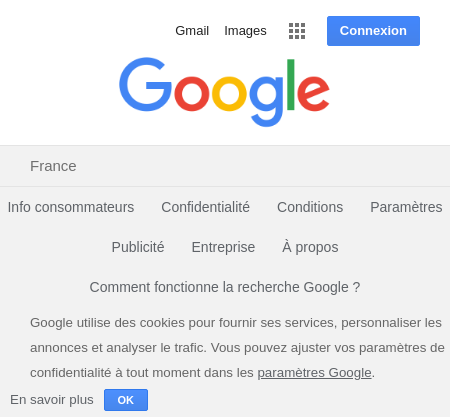 Gmail Images Connexion
Google
France
Info consommateurs Confidentialité Conditions Paramètres
Publicité Entreprise À propos
Comment fonctionne la recherche Google ?
Google utilise des cookies pour fournir ses services, personnaliser les
annonces et analyser le trafic. Vous pouvez ajuster vos paramètres de
confidentialité à tout moment dans les paramètres Google.
En savoir plus OK